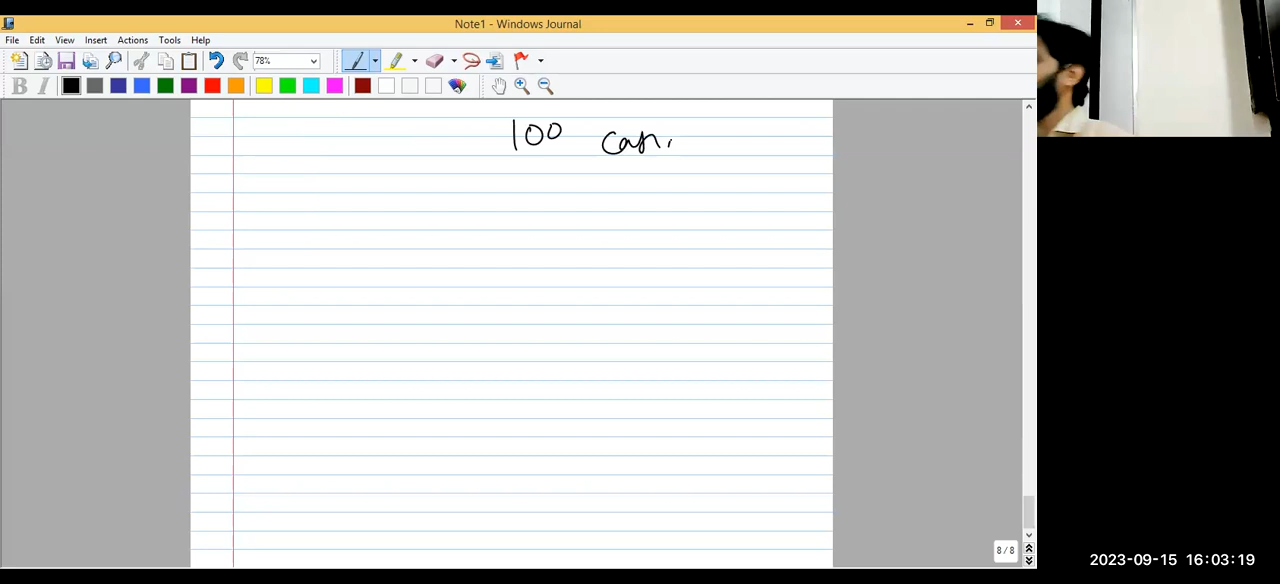 Note1 - Windows Journal
File Edit View Insert Actions Tools Help
78%
B I
100 can.
8/8
2023-09-15 16:03:19